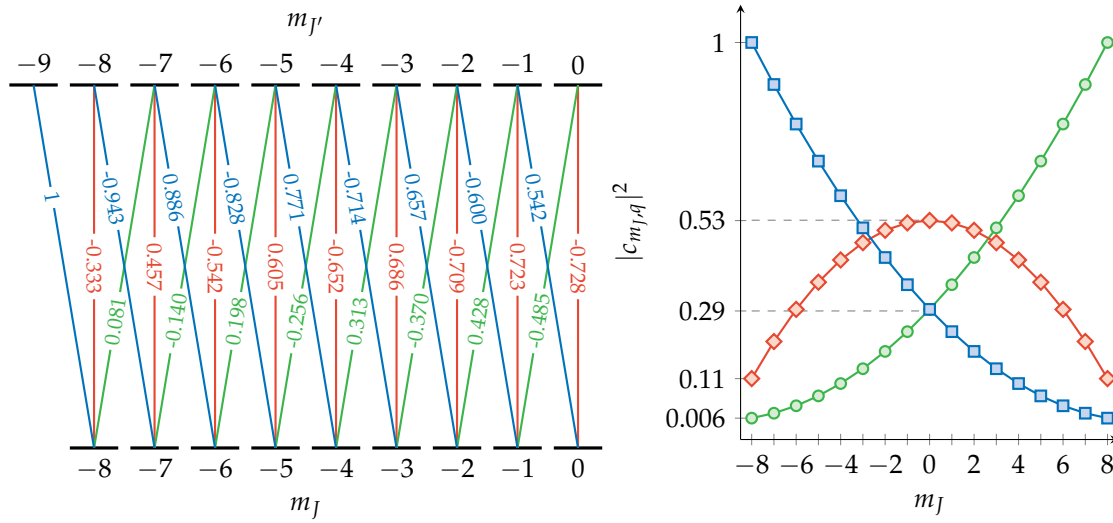 m_J'
−9 −8 −7 −6 −5 −4 −3 −2 −1 0
1 -0.943 0.886 -0.828 0.771 -0.714 0.657 -0.600 0.542
-0.333 0.457 -0.542 0.605 -0.652 0.686 -0.709 0.723 -0.728
0.081 -0.140 0.198 -0.256 0.313 -0.370 0.428 -0.485
−8 −7 −6 −5 −4 −3 −2 −1 0
m_J
|c_{m_J,q}|^2
1
0.53
0.29
0.11
0.006
−8 −6 −4 −2 0 2 4 6 8
m_J